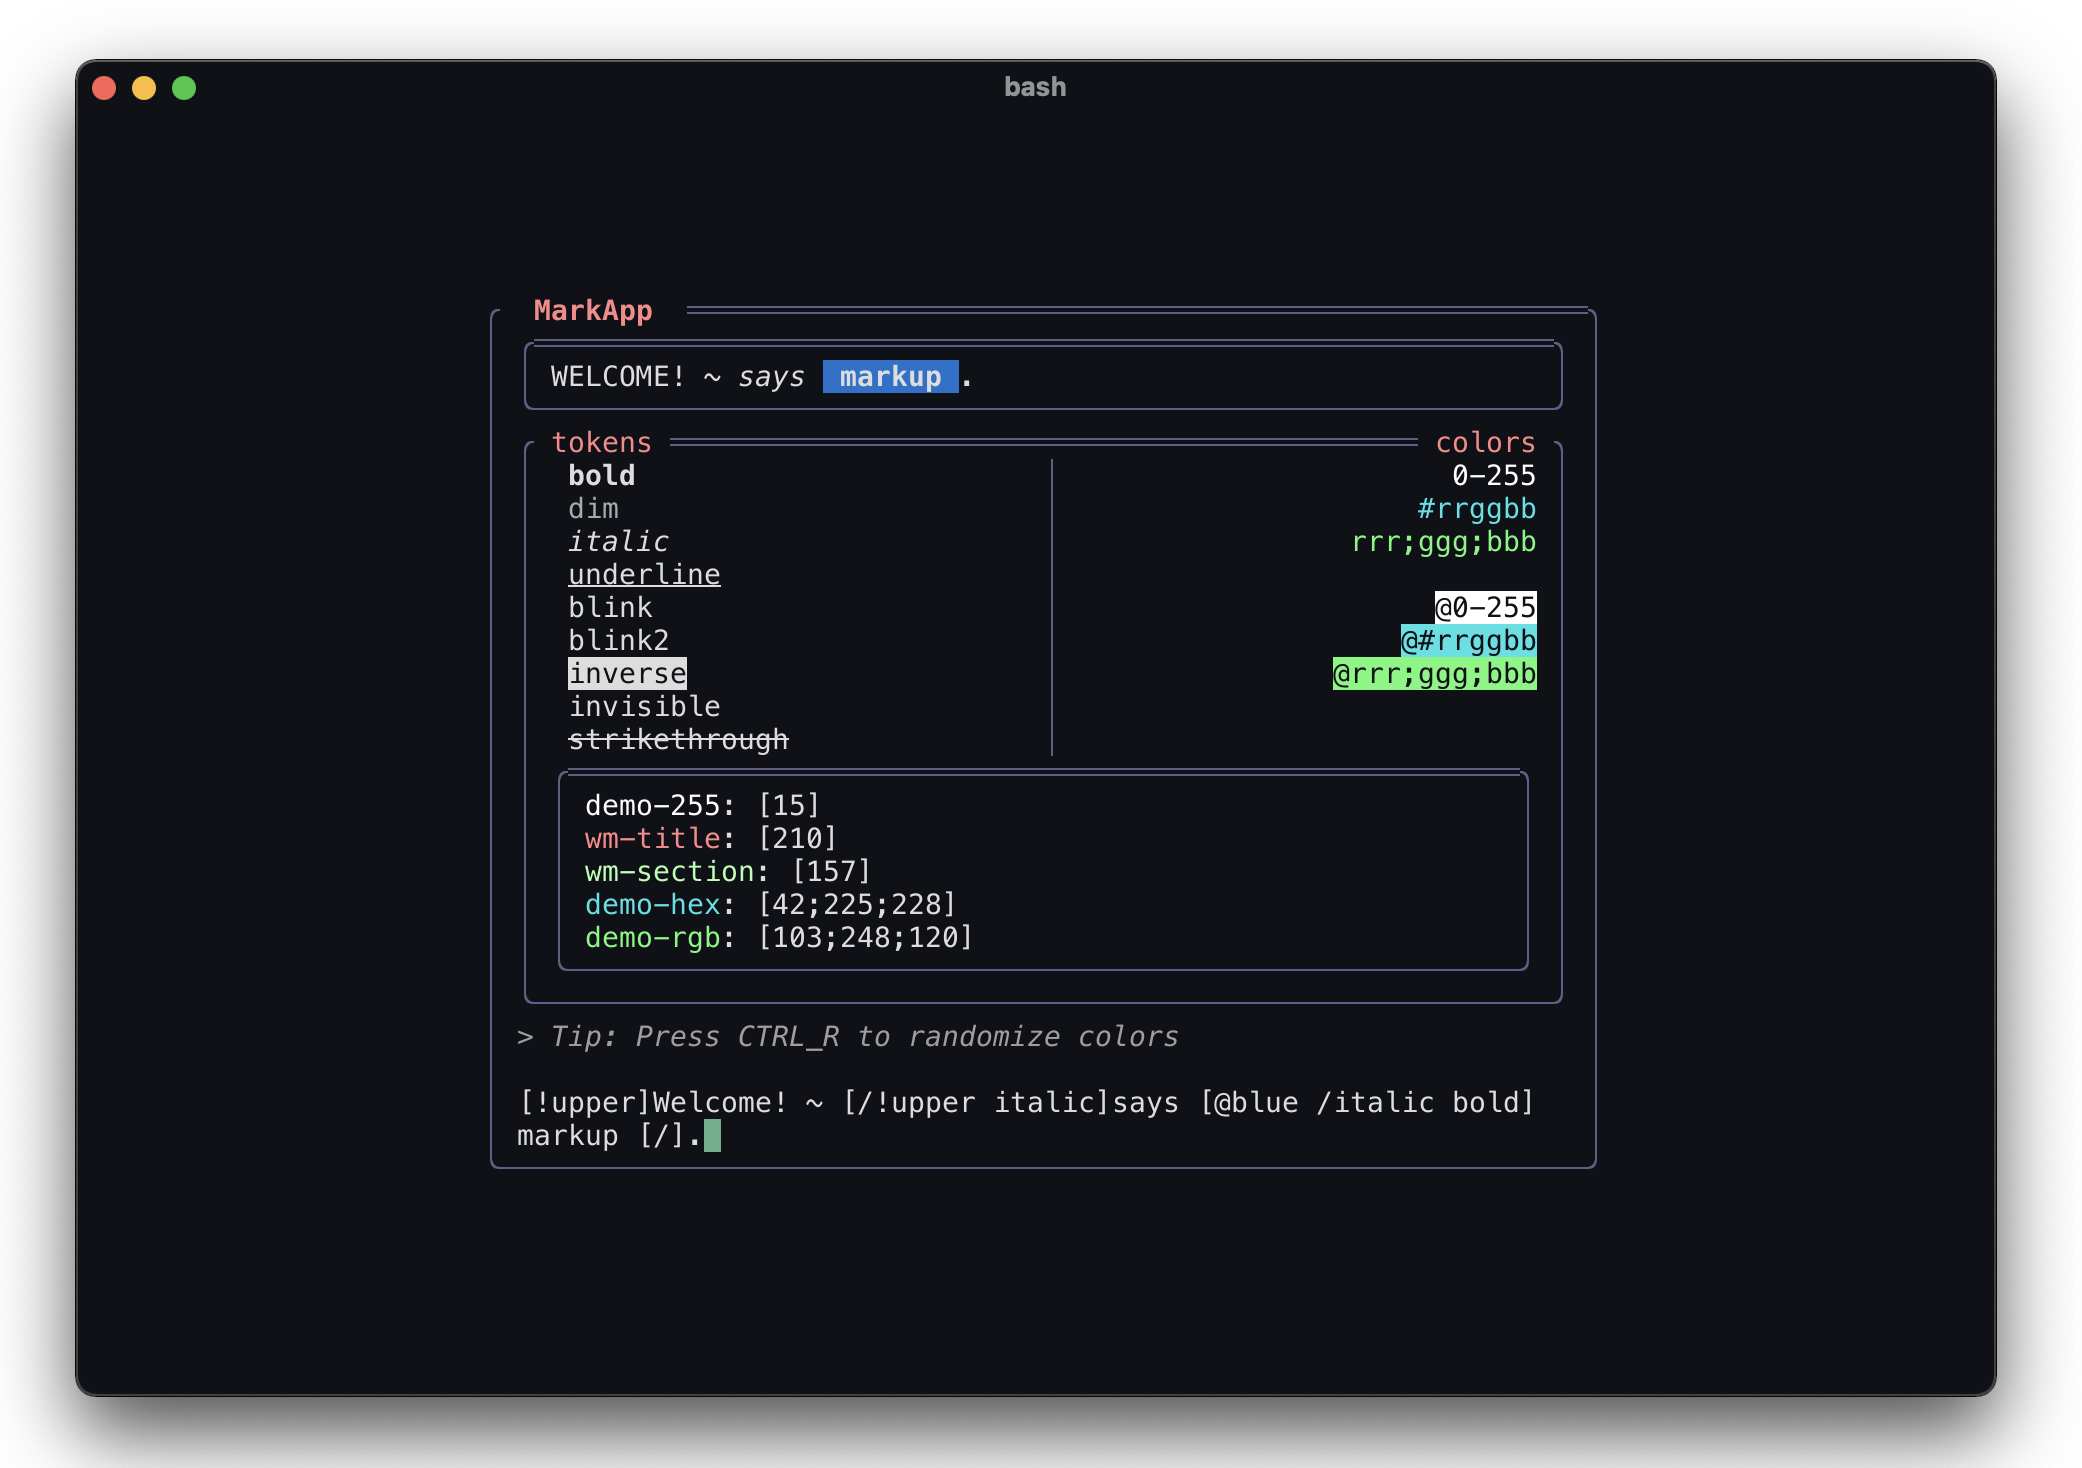 bash
MarkApp
WELCOME! ~ says markup .
tokens colors
bold 0-255
dim #rrggbb
italic rrr;ggg;bbb
underline
blink @0-255
blink2 @#rrggbb
inverse @rrr;ggg;bbb
invisible
strikethrough
demo-255: [15]
wm-title: [210]
wm-section: [157]
demo-hex: [42;225;228]
demo-rgb: [103;248;120]
> Tip: Press CTRL_R to randomize colors
[!upper]Welcome! ~ [/!upper italic]says [@blue /italic bold]
markup [/].